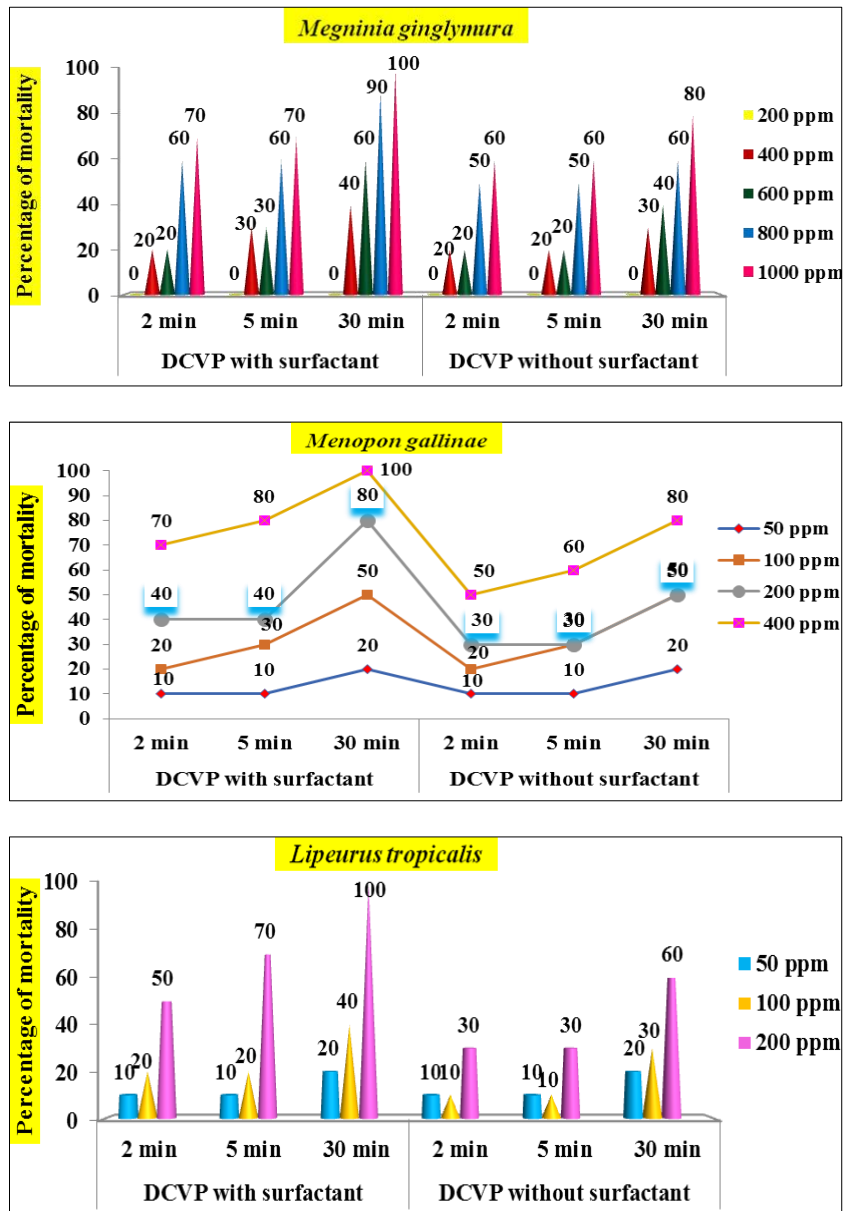 Megninia ginglymura
Percentage of mortality
100
80
60
40
20
0
0 20 20 60 70 0 30 30 60 70 0 40 60 90 100 0 20 20 50 60 0 20 20 50 60 0 30 40 60 80
2 min 5 min 30 min 2 min 5 min 30 min
DCVP with surfactant DCVP without surfactant
200 ppm
400 ppm
600 ppm
800 ppm
1000 ppm
Menopon gallinae
Percentage of mortality
100
90
80
70
60
50
40
30
20
10
0
70 80 100 50 60 80
40 40 80 30 30 50
20 30 50 20 30 50
10 10 20 10 10 20
2 min 5 min 30 min 2 min 5 min 30 min
DCVP with surfactant DCVP without surfactant
50 ppm
100 ppm
200 ppm
400 ppm
Lipeurus tropicalis
Percentage of mortality
100
80
60
40
20
0
10 20 50 10 20 70 20 40 100 10 10 30 10 10 30 20 30 60
2 min 5 min 30 min 2 min 5 min 30 min
DCVP with surfactant DCVP without surfactant
50 ppm
100 ppm
200 ppm